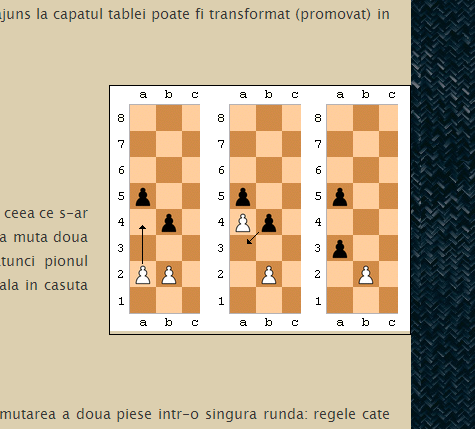 ajuns la capatul tablei poate fi transformat (promovat) in
a b c a b c a b c
8 8 8
7 7 7
6 6 6
5 5 5
ceea ce s-ar
4 4 4
a muta doua
3 3 3
atunci pionul
2 2 2
ala in casuta
1 1 1
a b c a b c a b c
mutarea a doua piese intr-o singura runda: regele cate